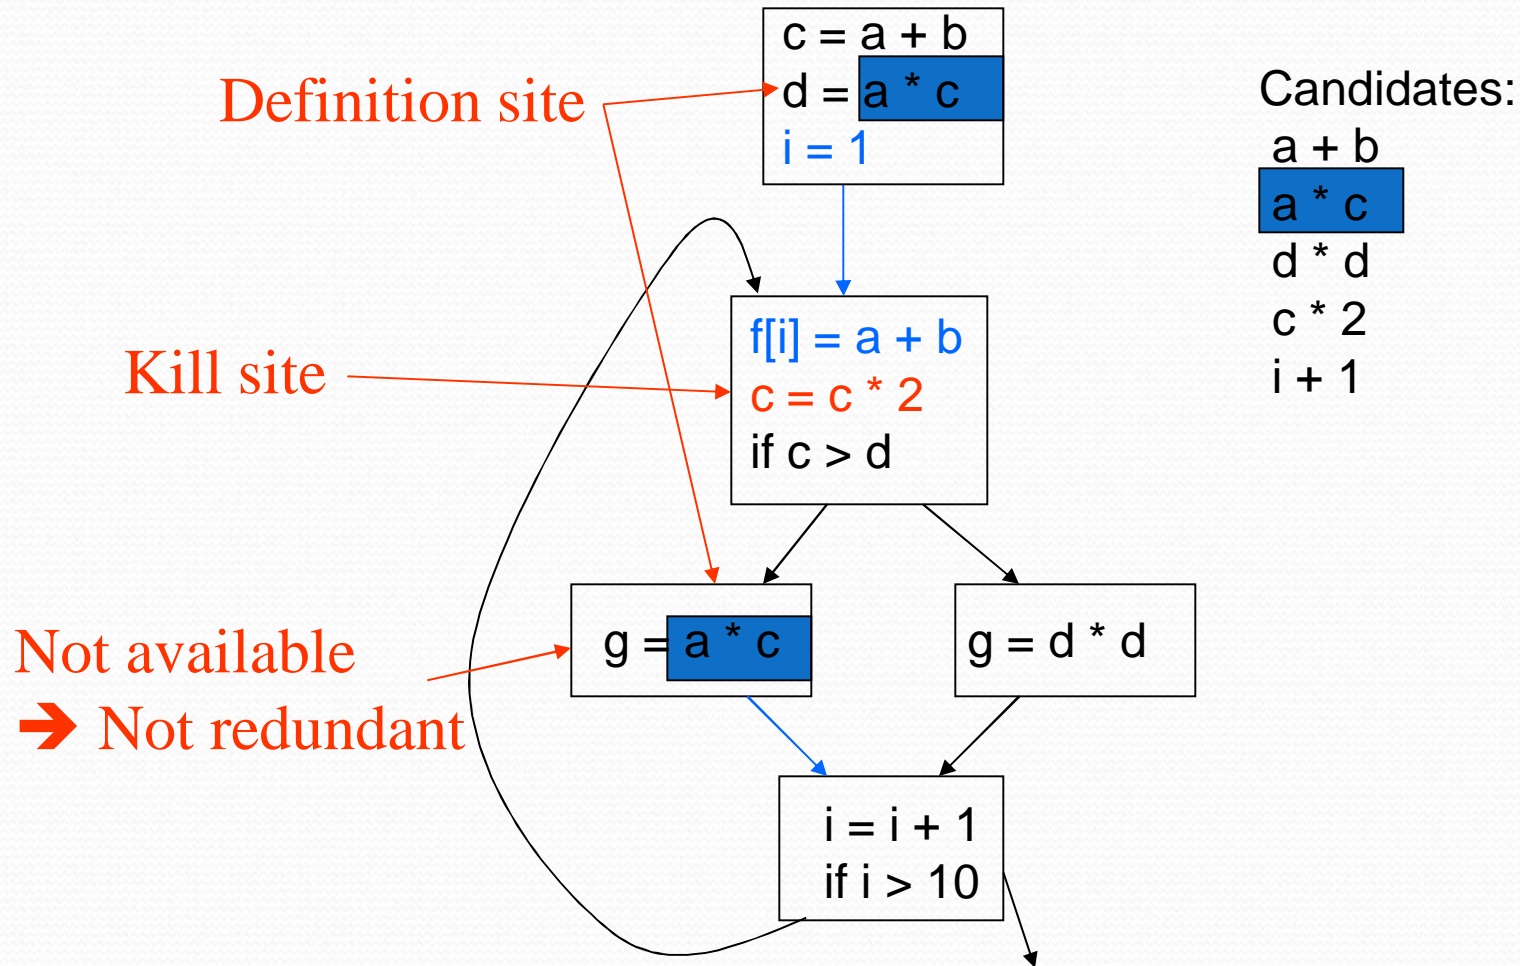 c = a + b
d = a * c
i = 1
Definition site
Candidates:
a + b
a * c
d * d
c * 2
i + 1
Kill site
f[i] = a + b
c = c * 2
if c > d
Not available
➔ Not redundant
g = a * c
g = d * d
i = i + 1
if i > 10